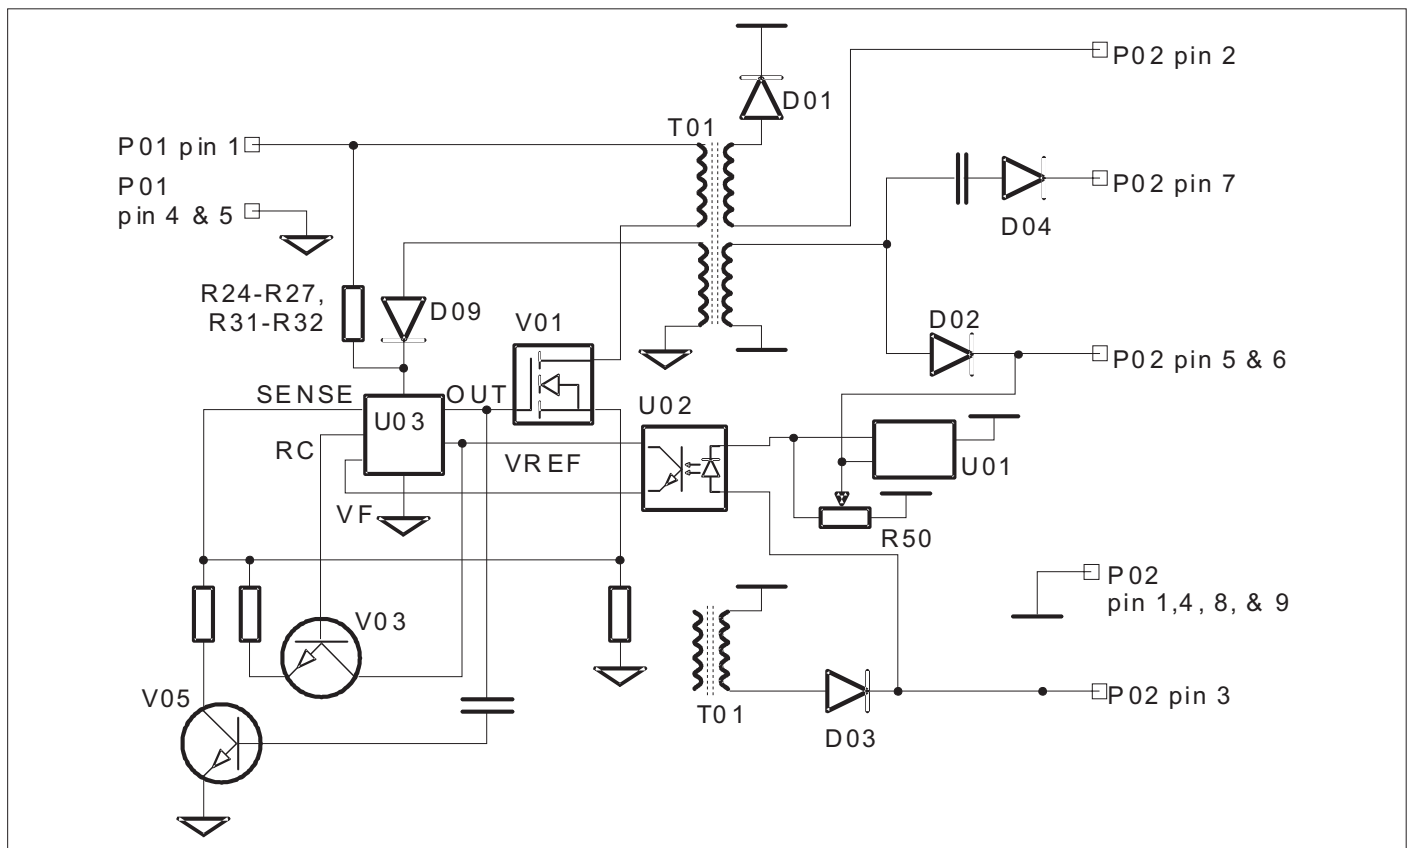 P02 pin 2
D01
T01
P01 pin 1
P01
pin 4 & 5
P02 pin 7
D04
R24-R27,
R31-R32
D09
V01
D02
P02 pin 5 & 6
SENSE
OUT
U02
U03
RC
VREF
U01
VF
R50
P02
pin 1,4, 8, & 9
V03
V05
T01
D03
P02 pin 3